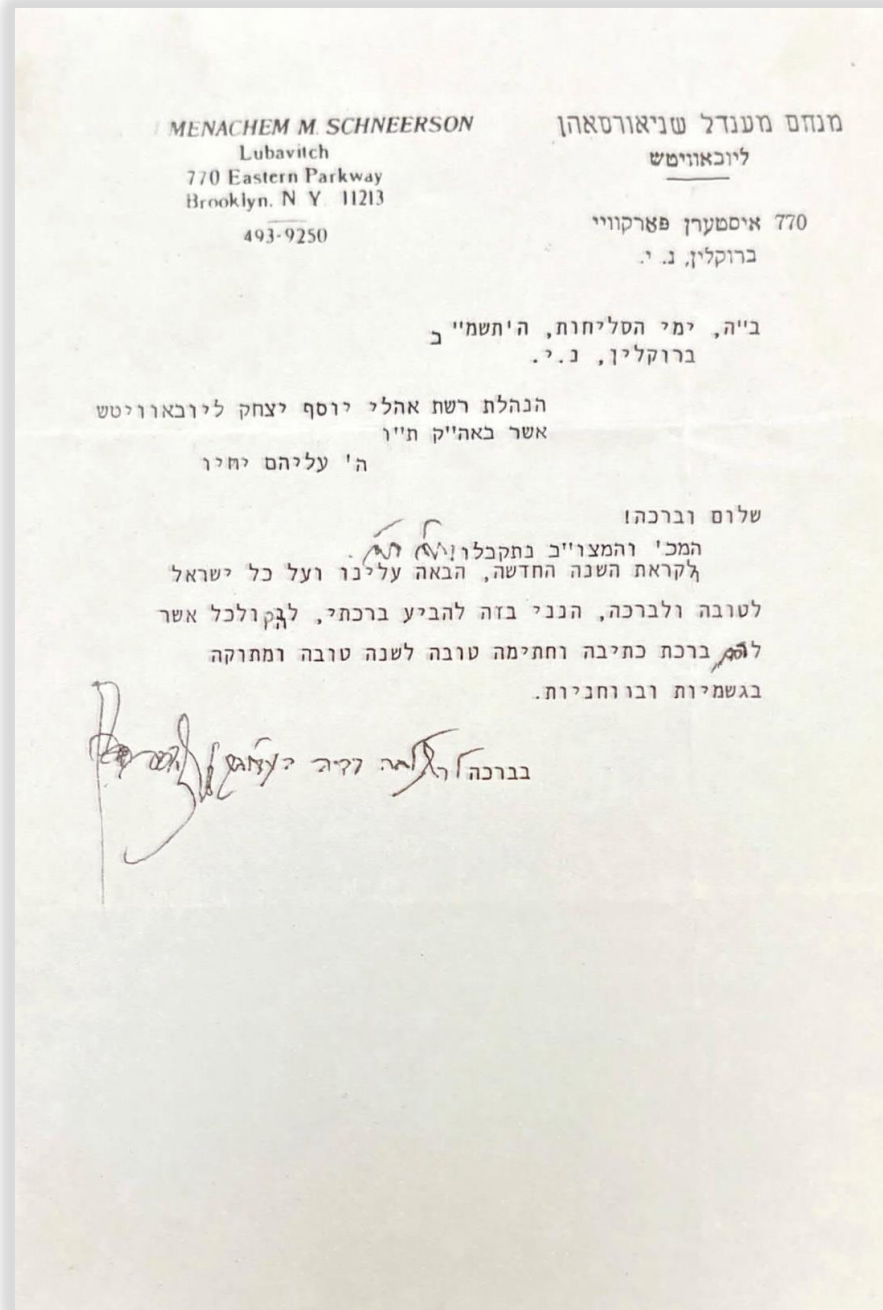 MENACHEM M. SCHNEERSON
Lubavitch
770 Eastern Parkway
Brooklyn. N Y 11213
493-9250
מנחם מענדל שניאורסאהן
ליובאוויטש
770 איסטערן פארקוויי
ברוקלין, נ. י.
ב"ה, ימי הסליחות, ה'תשמ"ב
ברוקלין, נ.י.
הנהלת רשת אהלי יוסף יצחק ליובאוויטש
אשר באה"ק ת"ו
ה' עליהם יחיו
שלום וברכה!
המכ' והמצו"ב נתקבלו
לקראת השנה החדשה, הבאה עלינו ועל כל ישראל
לטובה ולברכה, הנני בזה להביע ברכתי, ולכל אשר
ברכת כתיבה וחתימה טובה לשנה טובה ומתוקה
בגשמיות וברוחניות.
בברכה